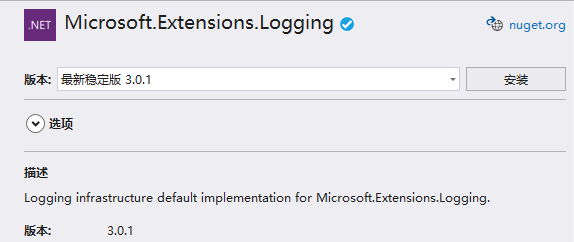 .NET
Microsoft.Extensions.Logging
nuget.org
版本: 最新稳定版 3.0.1 安装
选项
描述
Logging infrastructure default implementation for Microsoft.Extensions.Logging.
版本: 3.0.1